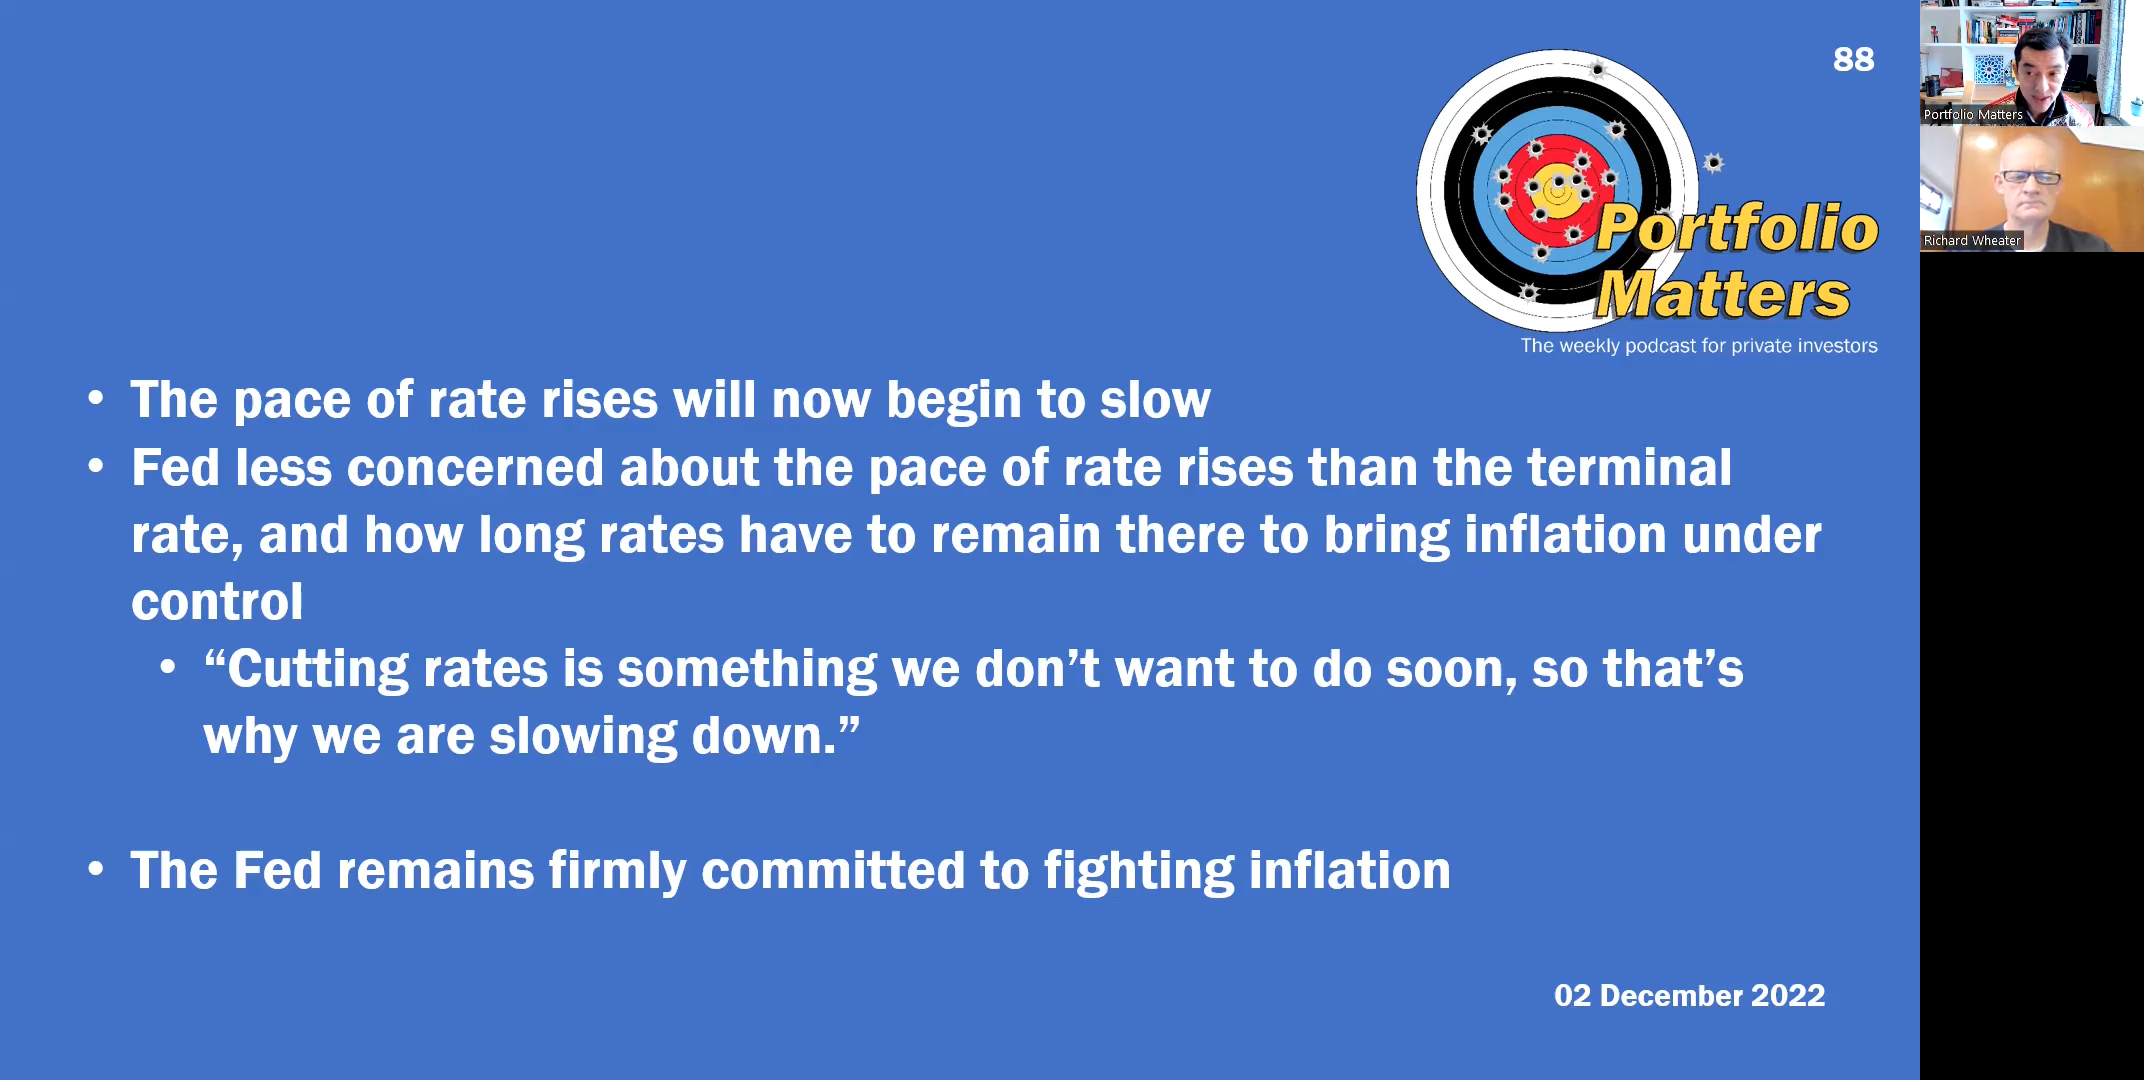 88
Portfolio
Matters
The weekly podcast for private investors
• The pace of rate rises will now begin to slow
• Fed less concerned about the pace of rate rises than the terminal
rate, and how long rates have to remain there to bring inflation under
control
• “Cutting rates is something we don’t want to do soon, so that’s
why we are slowing down.”
• The Fed remains firmly committed to fighting inflation
02 December 2022
Portfolio Matters
Richard Wheater